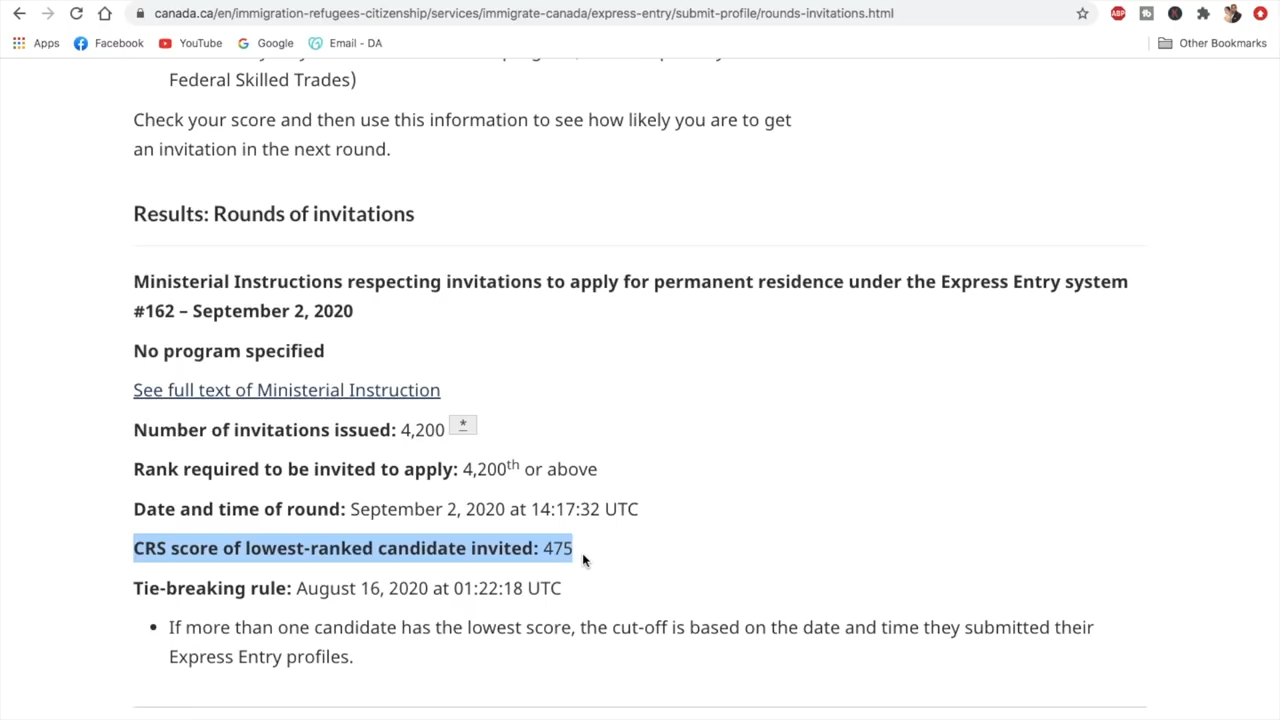 canada.ca/en/immigration-refugees-citizenship/services/immigrate-canada/express-entry/submit-profile/rounds-invitations.html
ABP
Apps Facebook YouTube Google Email - DA Other Bookmarks
Federal Skilled Trades)
Check your score and then use this information to see how likely you are to get
an invitation in the next round.
Results: Rounds of invitations
Ministerial Instructions respecting invitations to apply for permanent residence under the Express Entry system
#162 – September 2, 2020
No program specified
See full text of Ministerial Instruction
Number of invitations issued: 4,200 *
Rank required to be invited to apply: 4,200th or above
Date and time of round: September 2, 2020 at 14:17:32 UTC
CRS score of lowest-ranked candidate invited: 475
Tie-breaking rule: August 16, 2020 at 01:22:18 UTC
• If more than one candidate has the lowest score, the cut-off is based on the date and time they submitted their
Express Entry profiles.